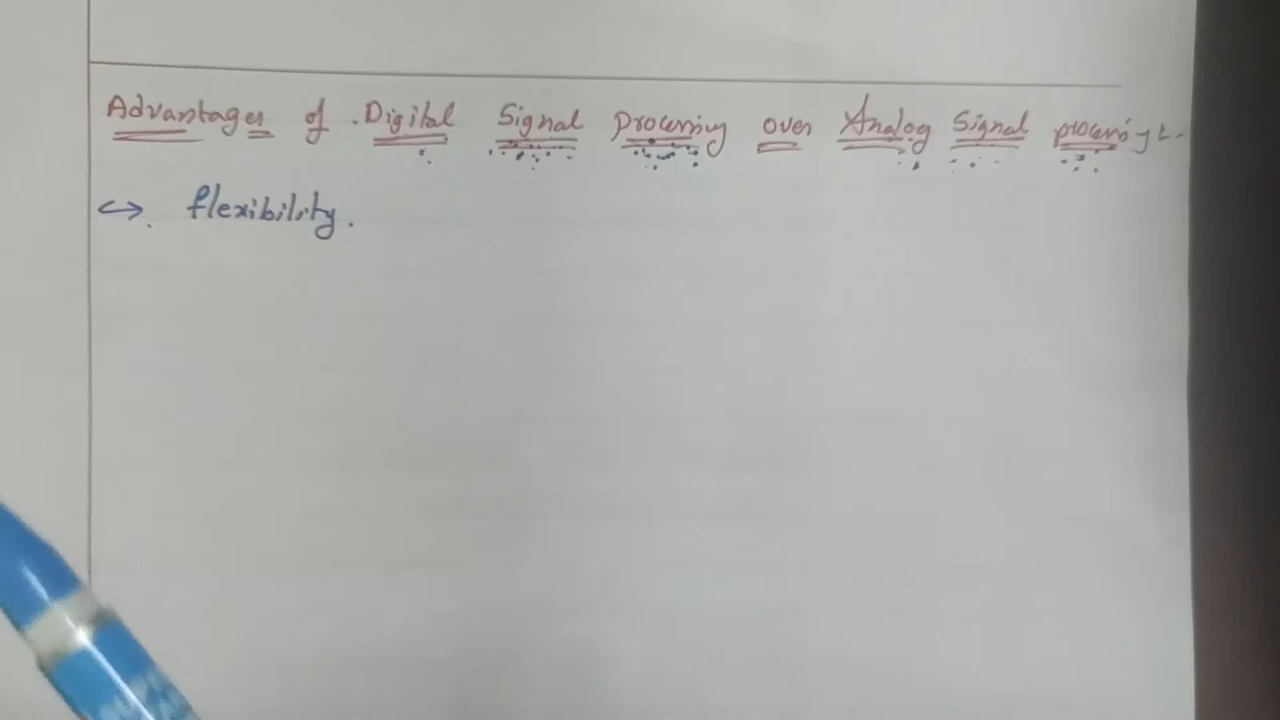 Advantages of Digital Signal Processing over Analog Signal processing :-
↔ flexibility.